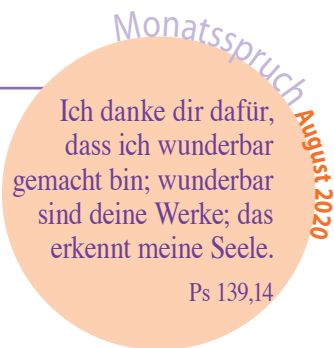 Monatsspruch
August 2020
Ich danke dir dafür,
dass ich wunderbar
gemacht bin; wunderbar
sind deine Werke; das
erkennt meine Seele.
Ps 139,14